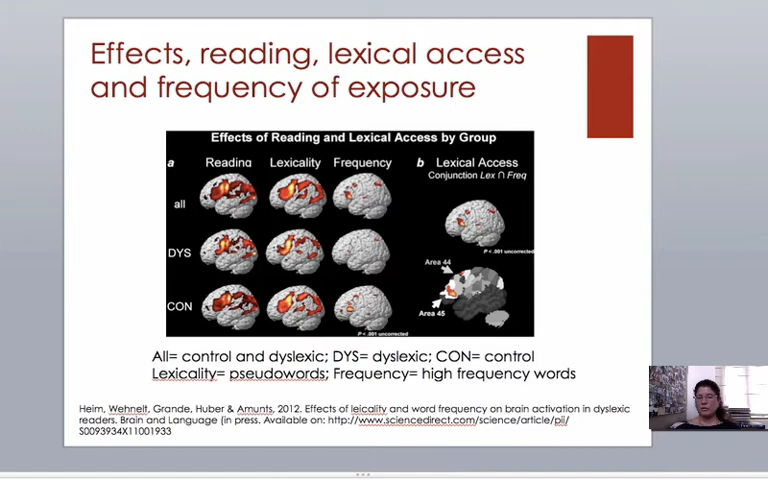 Effects, reading, lexical access
and frequency of exposure
Effects of Reading and Lexical Access by Group
a Reading Lexicality Frequency
all
DYS
CON
P < .001 uncorrected
b Lexical Access
Conjunction Lex ∩ Freq
P < .001 uncorrected
Area 44
Area 45
All= control and dyslexic; DYS= dyslexic; CON= control
Lexicality= pseudowords; Frequency= high frequency words
Heim, Wehnelt, Grande, Huber & Amunts, 2012. Effects of leicality and word frequency on brain activation in dyslexic
readers. Brain and Language (in press. Available on: http://www.sciencedirect.com/science/article/pii/
S0093934X11001933